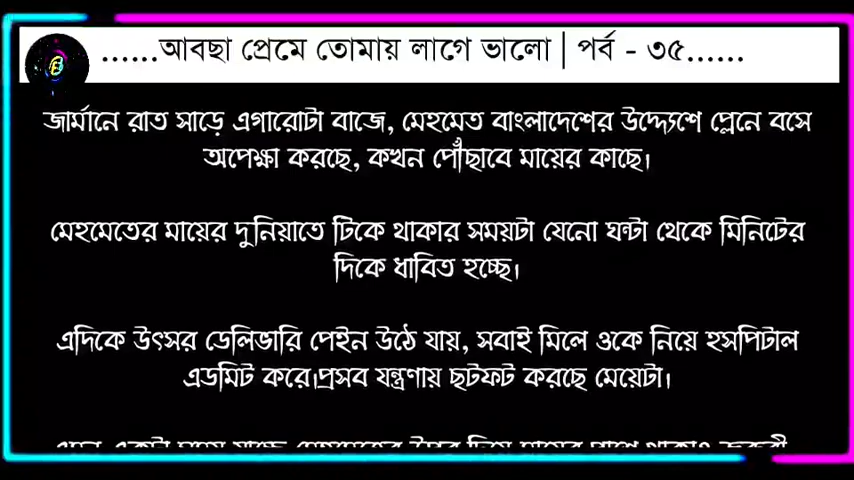 ......আবছা প্রেমে তোমায় লাগে ভালো | পর্ব - ৩৫......
জার্মানে রাত সাড়ে এগারোটা বাজে, মেহমেত বাংলাদেশের উদ্দ্যেশে প্লেনে বসে
অপেক্ষা করছে, কখন পৌঁছাবে মায়ের কাছে।
মেহমেতের মায়ের দুনিয়াতে টিকে থাকার সময়টা যেনো ঘন্টা থেকে মিনিটের
দিকে ধাবিত হচ্ছে।
এদিকে উৎসর ডেলিভারি পেইন উঠে যায়, সবাই মিলে ওকে নিয়ে হসপিটাল
এডমিট করে।প্রসব যন্ত্রণায় ছটফট করছে মেয়েটা।